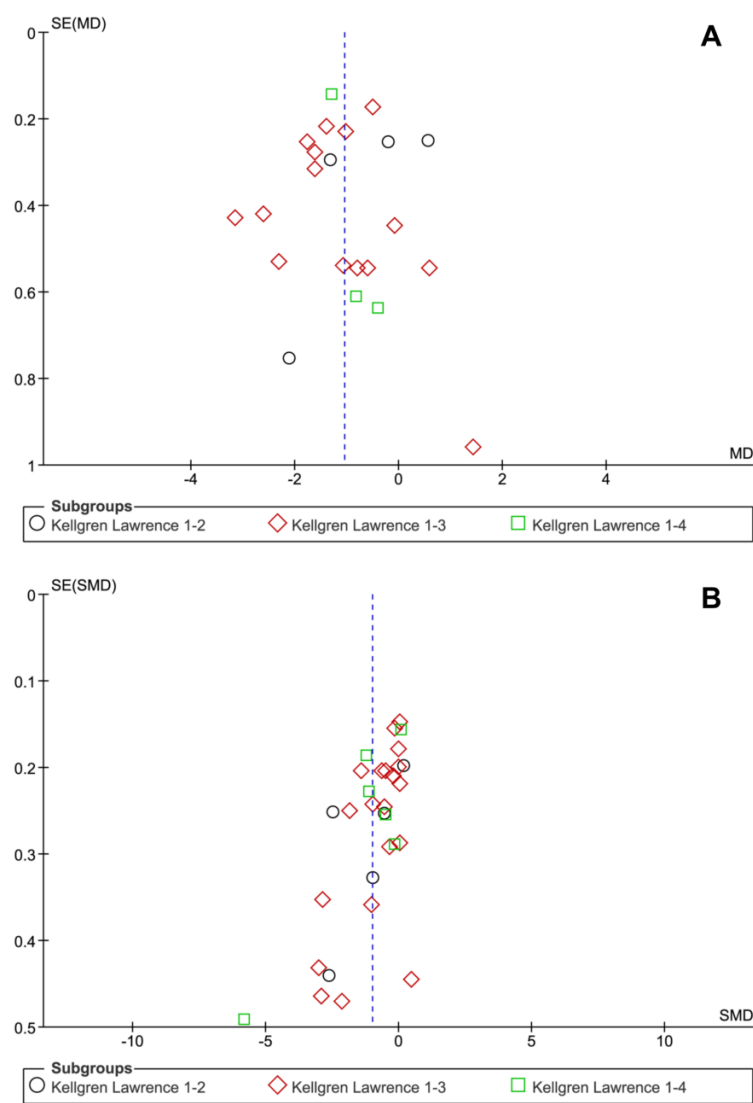 SE(MD)
A
0
0.2
0.4
0.6
0.8
1
MD
-4 -2 0 2 4
Subgroups
Kellgren Lawrence 1-2 Kellgren Lawrence 1-3 Kellgren Lawrence 1-4
SE(SMD)
B
0
0.1
0.2
0.3
0.4
0.5
SMD
-10 -5 0 5 10
Subgroups
Kellgren Lawrence 1-2 Kellgren Lawrence 1-3 Kellgren Lawrence 1-4